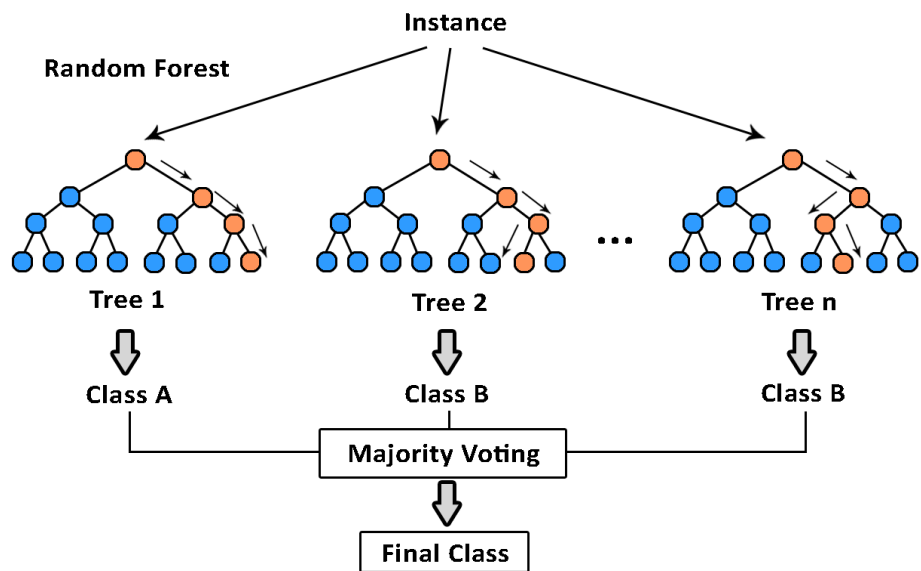 Instance
Random Forest
...
Tree 1
Tree 2
Tree n
Class A
Class B
Class B
Majority Voting
Final Class